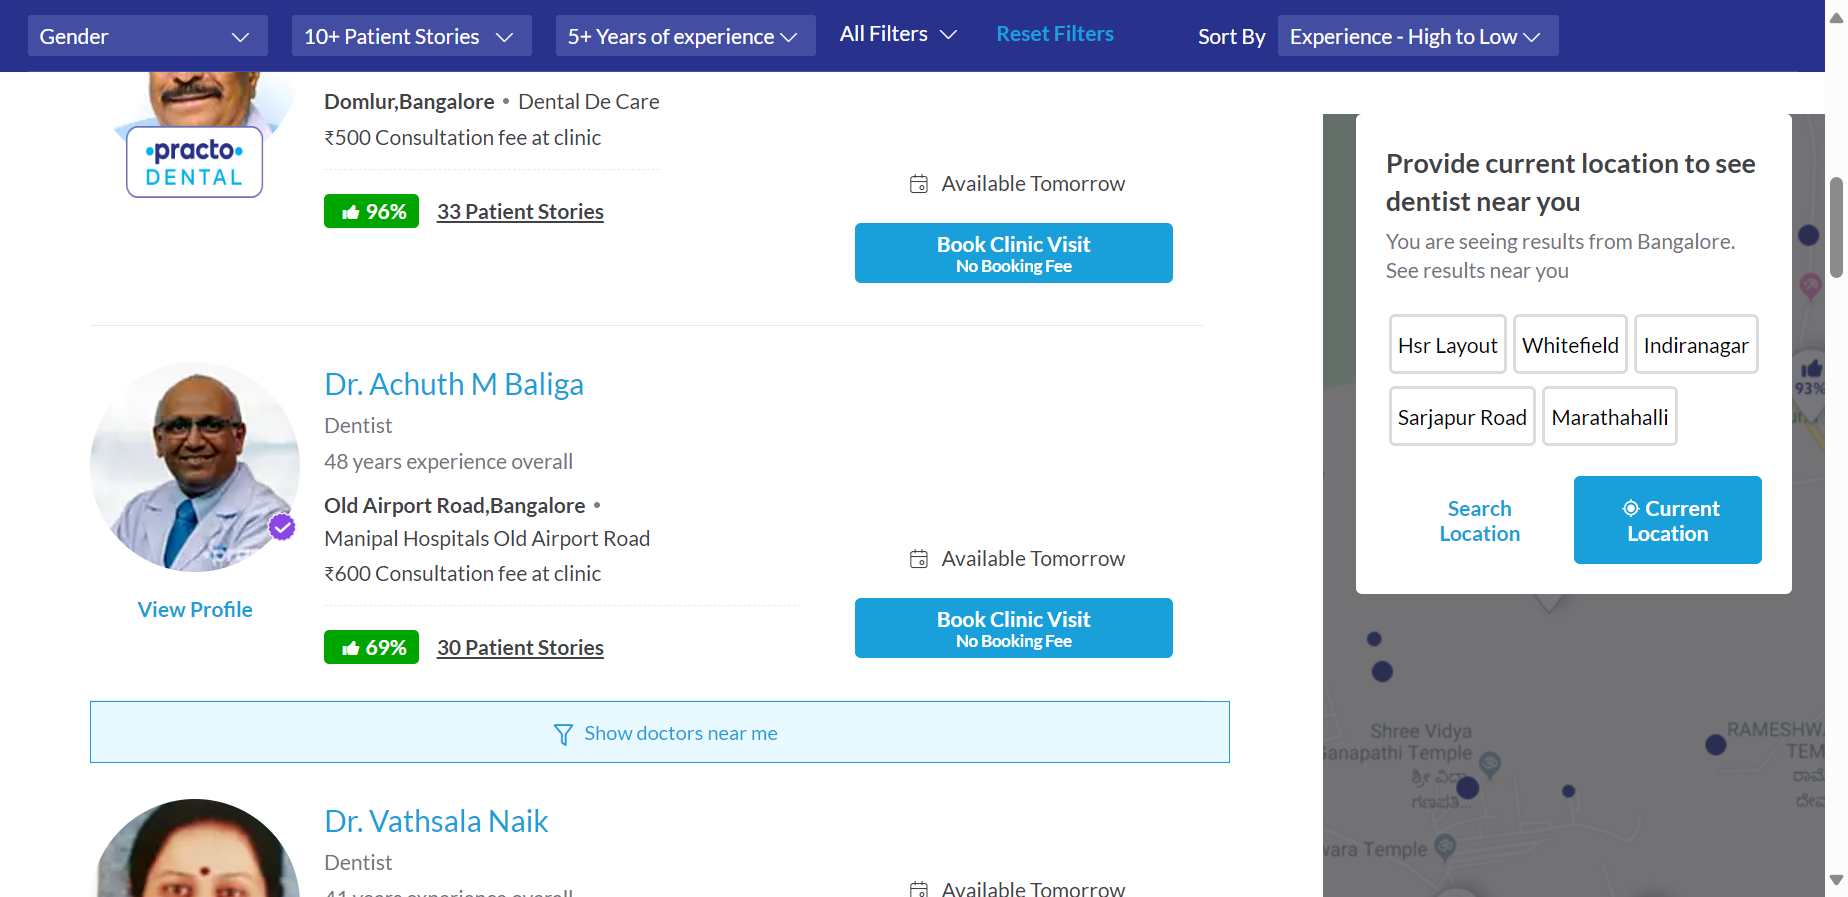 Gender
10+ Patient Stories
5+ Years of experience
All Filters
Reset Filters
Sort By
Experience - High to Low
practo
DENTAL
Domlur,Bangalore • Dental De Care
₹500 Consultation fee at clinic
96% 33 Patient Stories
Available Tomorrow
Book Clinic Visit
No Booking Fee
Dr. Achuth M Baliga
Dentist
48 years experience overall
Old Airport Road,Bangalore •
Manipal Hospitals Old Airport Road
₹600 Consultation fee at clinic
View Profile
69% 30 Patient Stories
Available Tomorrow
Book Clinic Visit
No Booking Fee
Show doctors near me
Dr. Vathsala Naik
Dentist
41 years experience overall
Available Tomorrow
Provide current location to see
dentist near you
You are seeing results from Bangalore.
See results near you
Hsr Layout
Whitefield
Indiranagar
Sarjapur Road
Marathahalli
Search
Location
Current
Location
93%
Shree Vidya
Ganapathi Temple
ಶ್ರೀ ವಿದ್ಯಾ
ಗಣಪತಿ...
RAMESHWA
TEM
ರಾಮೇ
ದೇವ
wara Temple